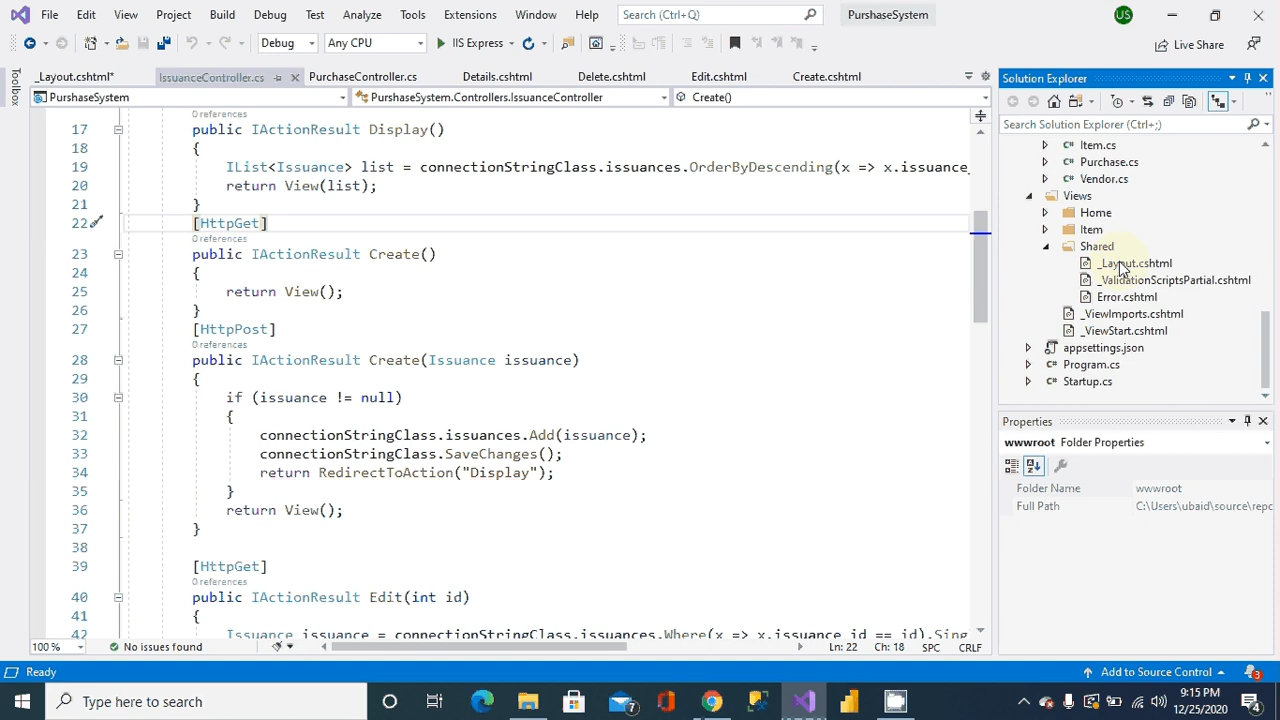 File Edit View Project Build Debug Test Analyze Tools Extensions Window Help Search (Ctrl+Q) PurshaseSystem US
Debug Any CPU IIS Express Live Share
_Layout.cshtml* IssuanceController.cs PurchaseController.cs Details.cshtml Delete.cshtml Edit.cshtml Create.cshtml
PurshaseSystem PurshaseSystem.Controllers.IssuanceController Create()
Toolbox
0 references
17 public IActionResult Display()
18 {
19 IList<Issuance> list = connectionStringClass.issuances.OrderByDescending(x => x.issuance_
20 return View(list);
21 }
22 [HttpGet]
0 references
23 public IActionResult Create()
24 {
25 return View();
26 }
27 [HttpPost]
0 references
28 public IActionResult Create(Issuance issuance)
29 {
30 if (issuance != null)
31 {
32 connectionStringClass.issuances.Add(issuance);
33 connectionStringClass.SaveChanges();
34 return RedirectToAction("Display");
35 }
36 return View();
37 }
38
39 [HttpGet]
0 references
40 public IActionResult Edit(int id)
41 {
42 Issuance issuance = connectionStringClass.issuances.Where(x => x.issuance_id == id).Sing
100 % No issues found Ln: 22 Ch: 18 SPC CRLF
Solution Explorer
Search Solution Explorer (Ctrl+;)
Item.cs
Purchase.cs
Vendor.cs
Views
Home
Item
Shared
_Layout.cshtml
_ValidationScriptsPartial.cshtml
Error.cshtml
_ViewImports.cshtml
_ViewStart.cshtml
appsettings.json
Program.cs
Startup.cs
Properties
wwwroot Folder Properties
Folder Name wwwroot
Full Path C:\Users\ubaid\source\repo
Ready Add to Source Control 3
Type here to search 7 9:15 PM
12/25/2020 4